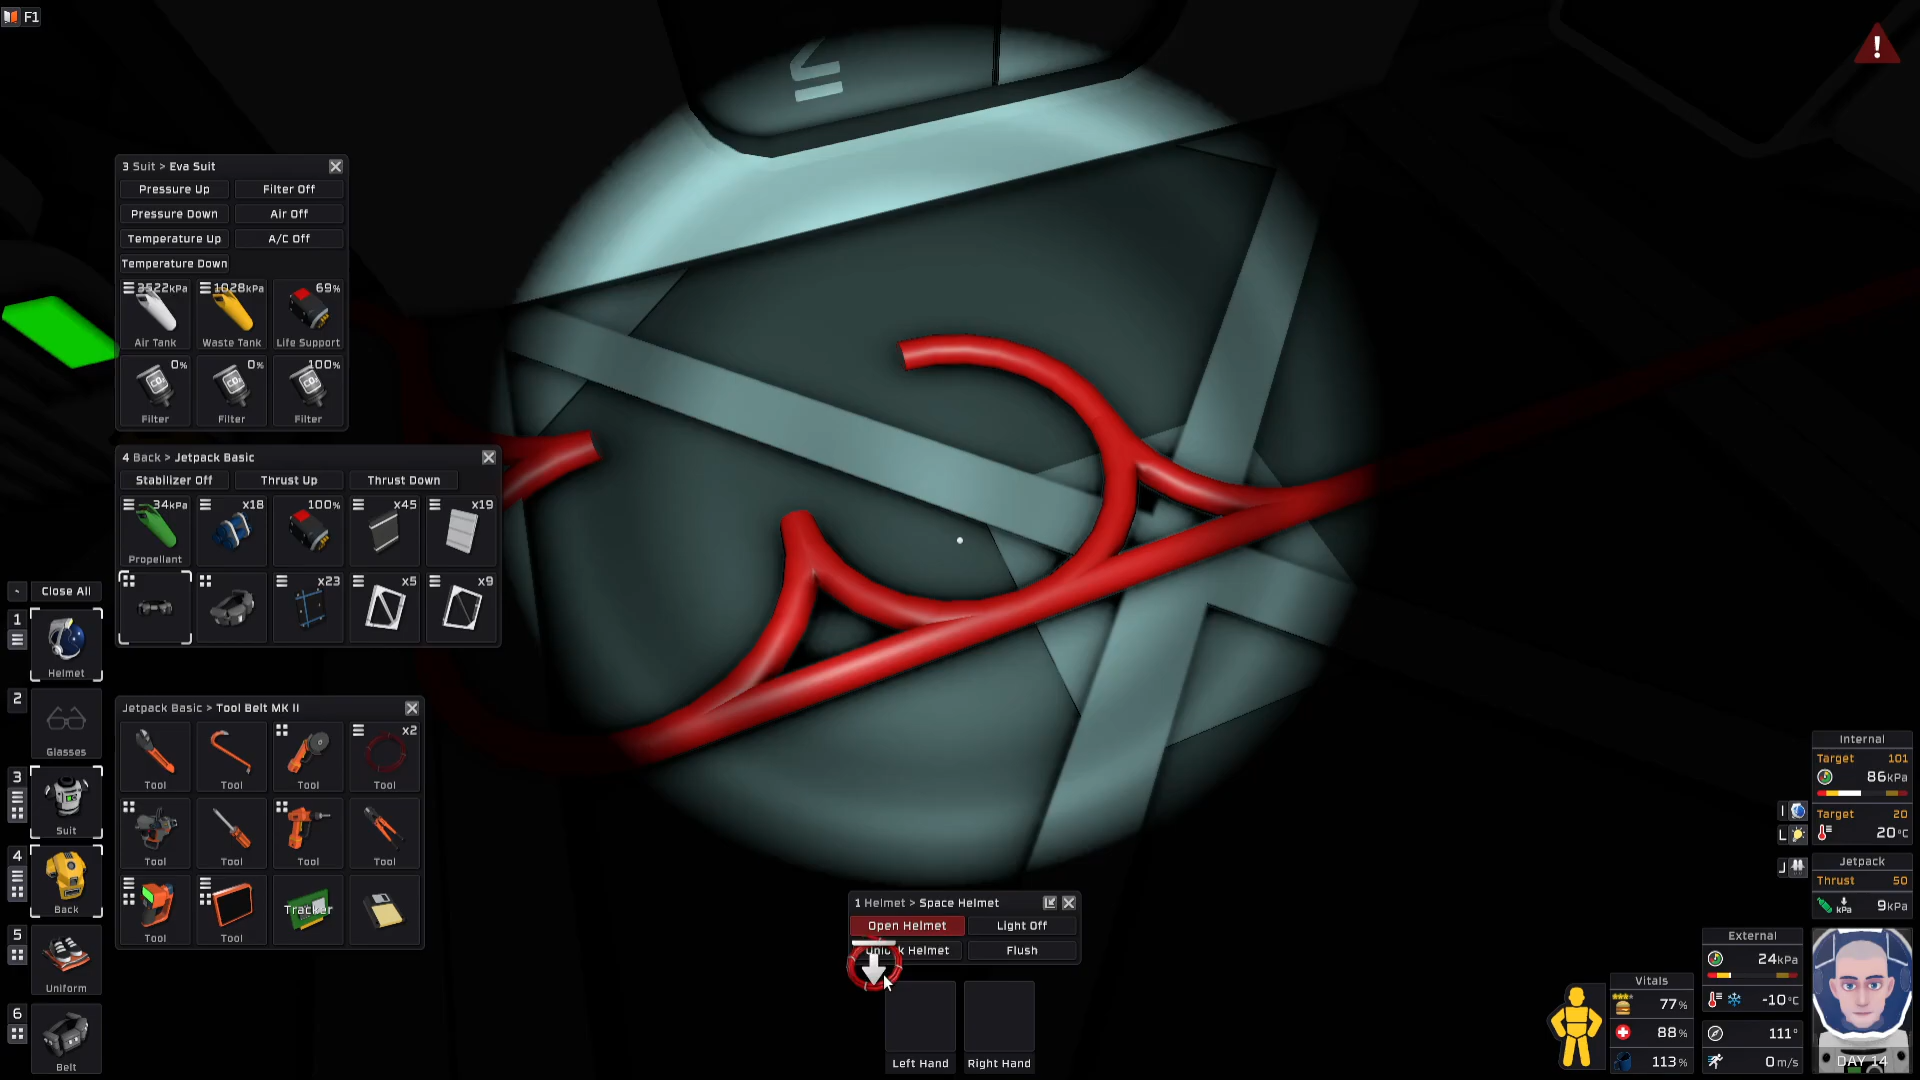 F1
!
3 Suit > Eva Suit
Pressure Up
Filter Off
Pressure Down
Air Off
Temperature Up
A/C Off
Temperature Down
3522kPa
1028kPa
69%
Air Tank
Waste Tank
Life Support
0%
0%
100%
Filter
Filter
Filter
4 Back > Jetpack Basic
Stabilizer Off
Thrust Up
Thrust Down
34kPa
x18
100%
x45
x19
Propellant
x23
x5
x9
~
Close All
1
Helmet
2
Glasses
3
Suit
4
Back
5
Uniform
6
Belt
Jetpack Basic > Tool Belt MK II
x2
Tool
Tool
Tool
Tool
Tool
Tool
Tool
Tool
Tracker
Tool
Tool
1 Helmet > Space Helmet
Open Helmet
Light Off
Helmet
Flush
Left Hand
Right Hand
Internal
Target 101
86kPa
Target 20
20°C
I
L
J
Jetpack
Thrust 50
kPa
9kPa
External
24kPa
-10°C
111°
0m/s
Vitals
77%
88%
113%
DAY 14